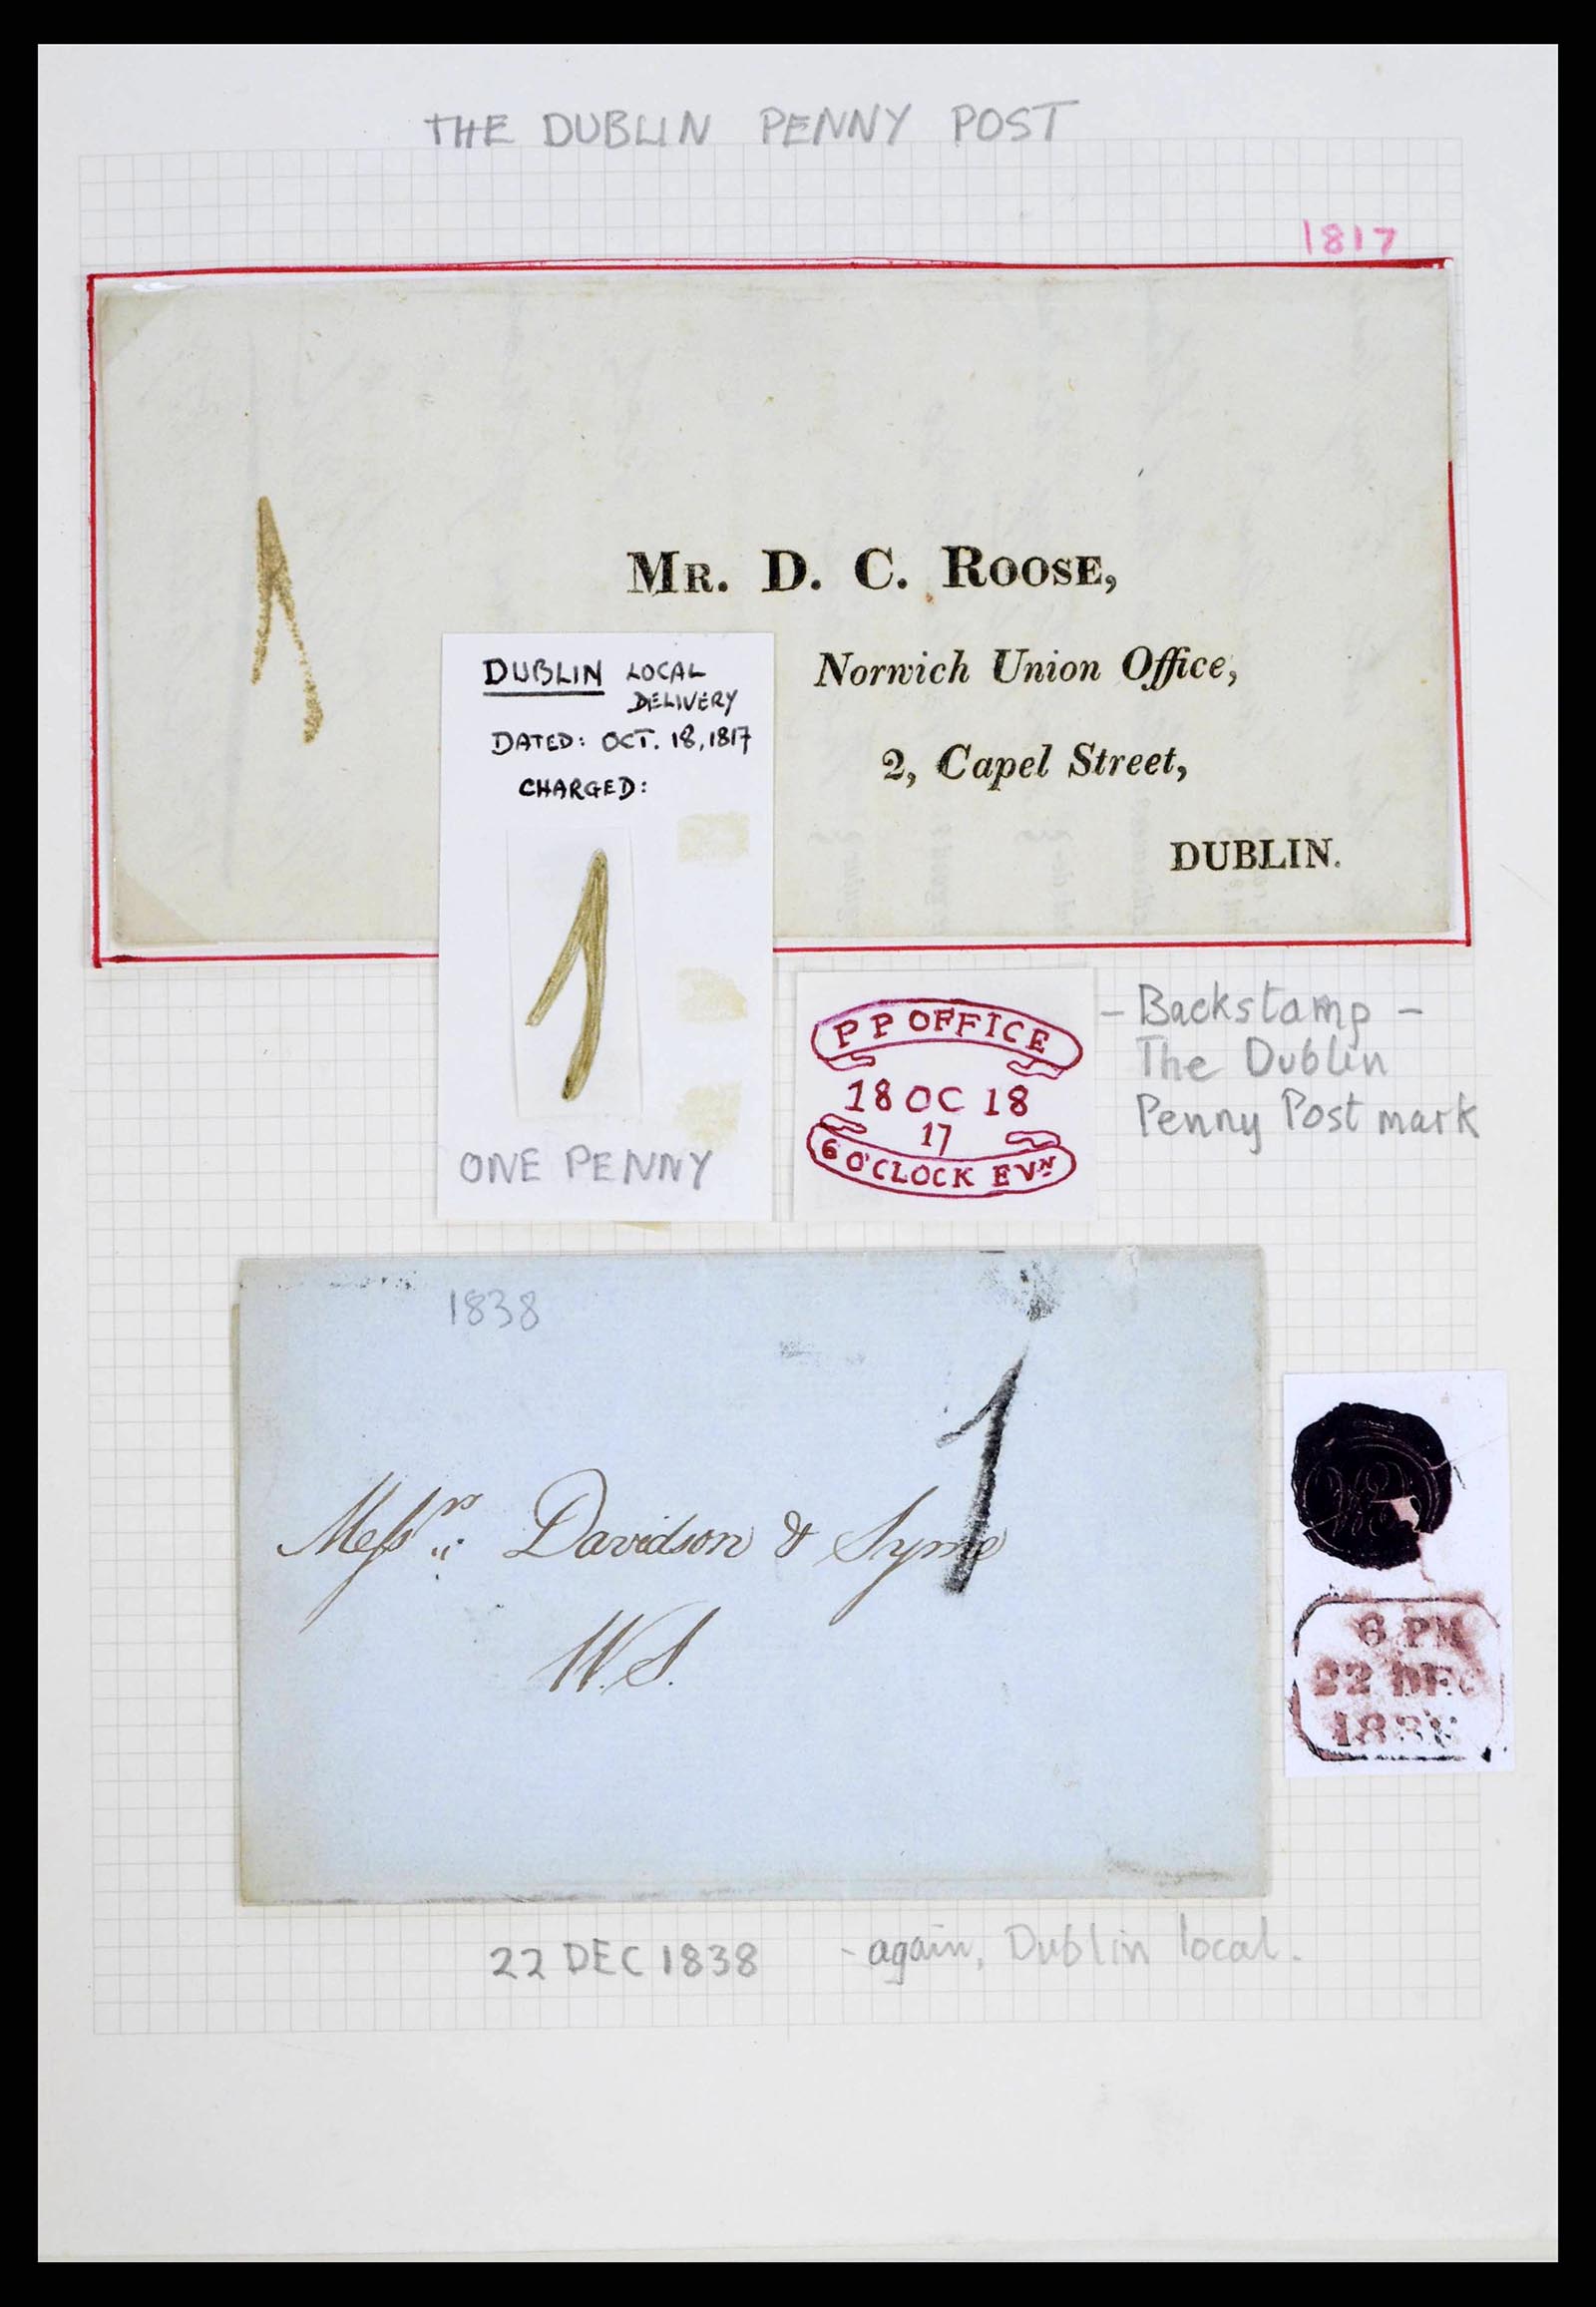 THE DUBLIN PENNY POST
1817
1
MR. D. C. ROOSE,
Norwich Union Office,
2, Capel Street,
DUBLIN.
DUBLIN LOCAL
DELIVERY
DATED: OCT. 18, 1817
CHARGED:
1
ONE PENNY
P P OFFICE
18 OC 18
17
6 O'CLOCK EVN
- Backstamp -
The Dublin
Penny Post mark
1838
1
Messrs Davidson & Syme
W.S.
6 PM
22 DEC
1838
22 DEC 1838 - again, Dublin local.